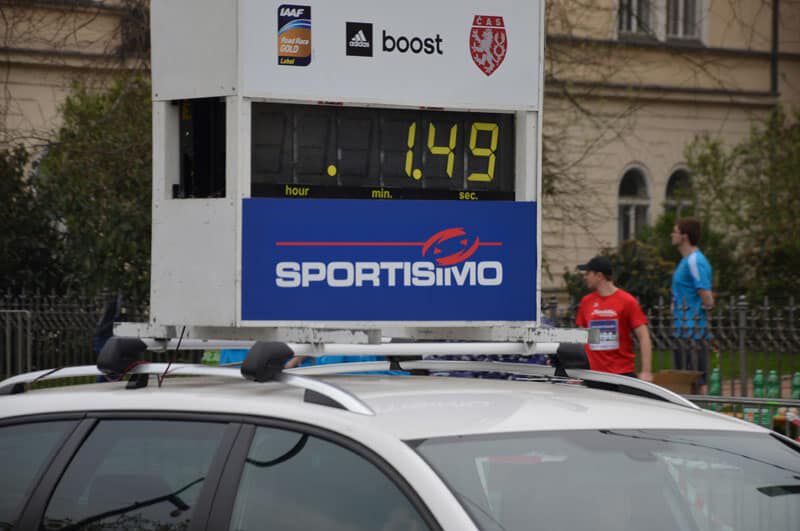 IAAF
Road Race
GOLD
Label
adidas
boost
ČAS
. 1.49
hour min. sec.
SPORTISIMO